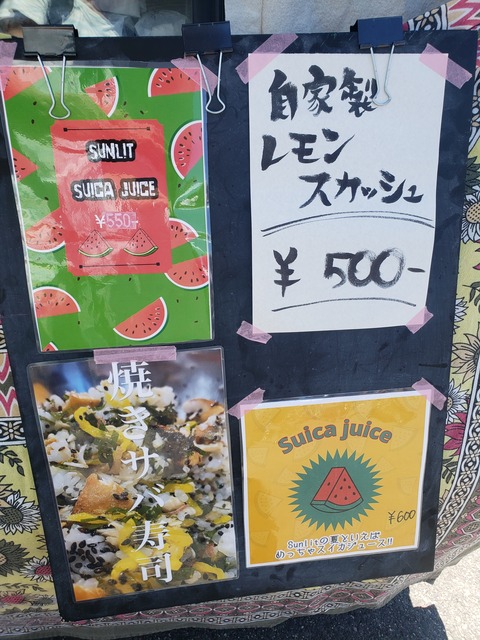 SUNLIT
SUICA JUICE
¥550-
自家製
レモン
スカッシュ
¥ 500-
焼きサバ寿司
Suica juice
¥600
Sunlitの夏といえば
めっちゃスイカジュース!!